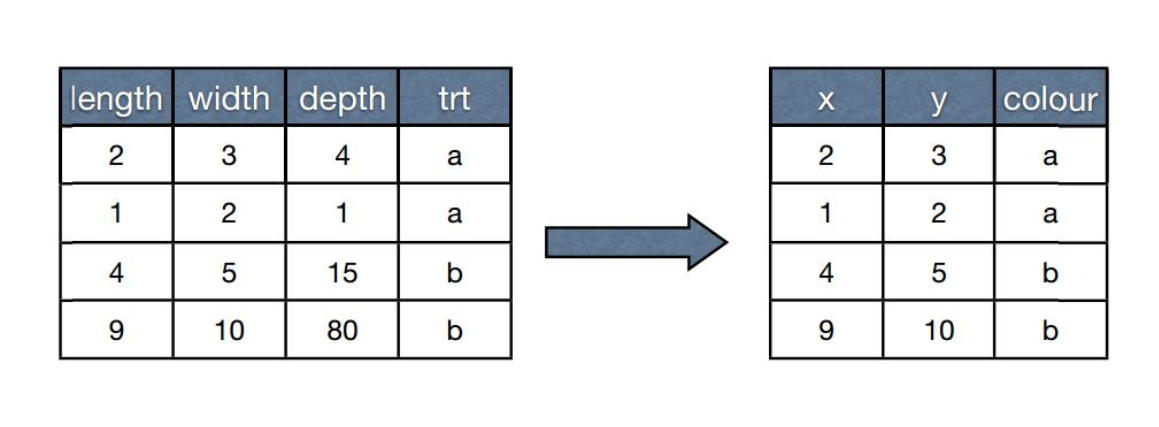 length width depth trt
2 3 4 a
1 2 1 a
4 5 15 b
9 10 80 b
x y colour
2 3 a
1 2 a
4 5 b
9 10 b